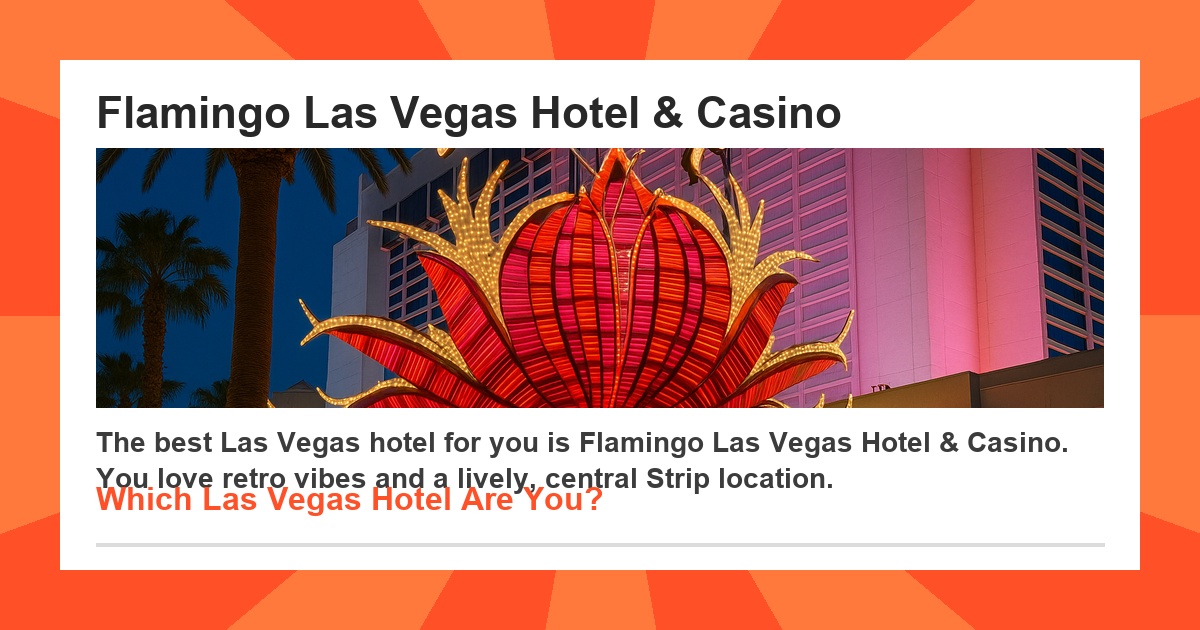 Flamingo Las Vegas Hotel & Casino
The best Las Vegas hotel for you is Flamingo Las Vegas Hotel & Casino.
You love retro vibes and a lively, central Strip location.
Which Las Vegas Hotel Are You?